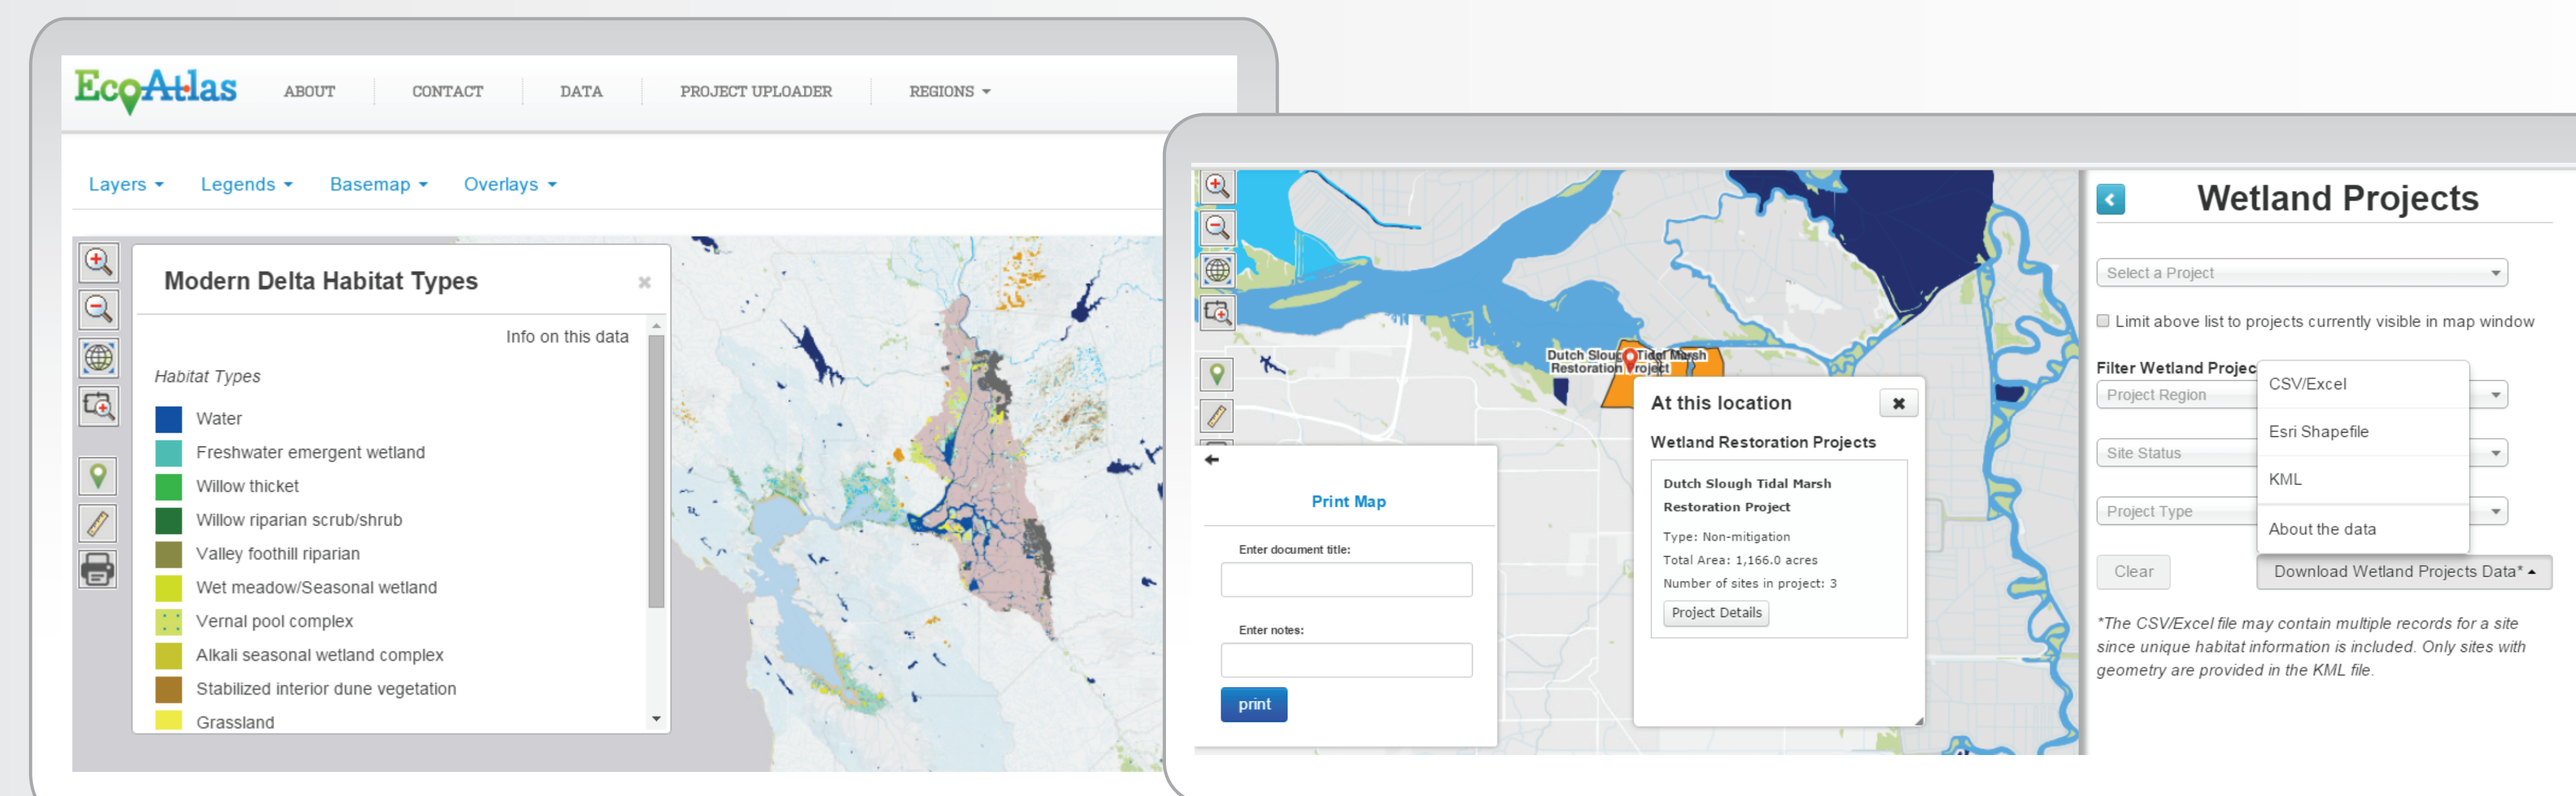 EcoAtlas
ABOUT
CONTACT
DATA
PROJECT UPLOADER
REGIONS
Layers
Legends
Basemap
Overlays
Modern Delta Habitat Types
Info on this data
Habitat Types
Water
Freshwater emergent wetland
Willow thicket
Willow riparian scrub/shrub
Valley foothill riparian
Wet meadow/Seasonal wetland
Vernal pool complex
Alkali seasonal wetland complex
Stabilized interior dune vegetation
Grassland
Dutch Slough Tidal Marsh
Restoration Project
Print Map
Enter document title:
Enter notes:
print
At this location
Wetland Restoration Projects
Dutch Slough Tidal Marsh
Restoration Project
Type: Non-mitigation
Total Area: 1,166.0 acres
Number of sites in project: 3
Project Details
Wetland Projects
Select a Project
Limit above list to projects currently visible in map window
Filter Wetland Projec
Project Region
Site Status
Project Type
CSV/Excel
Esri Shapefile
KML
About the data
Clear
Download Wetland Projects Data*
*The CSV/Excel file may contain multiple records for a site
since unique habitat information is included. Only sites with
geometry are provided in the KML file.